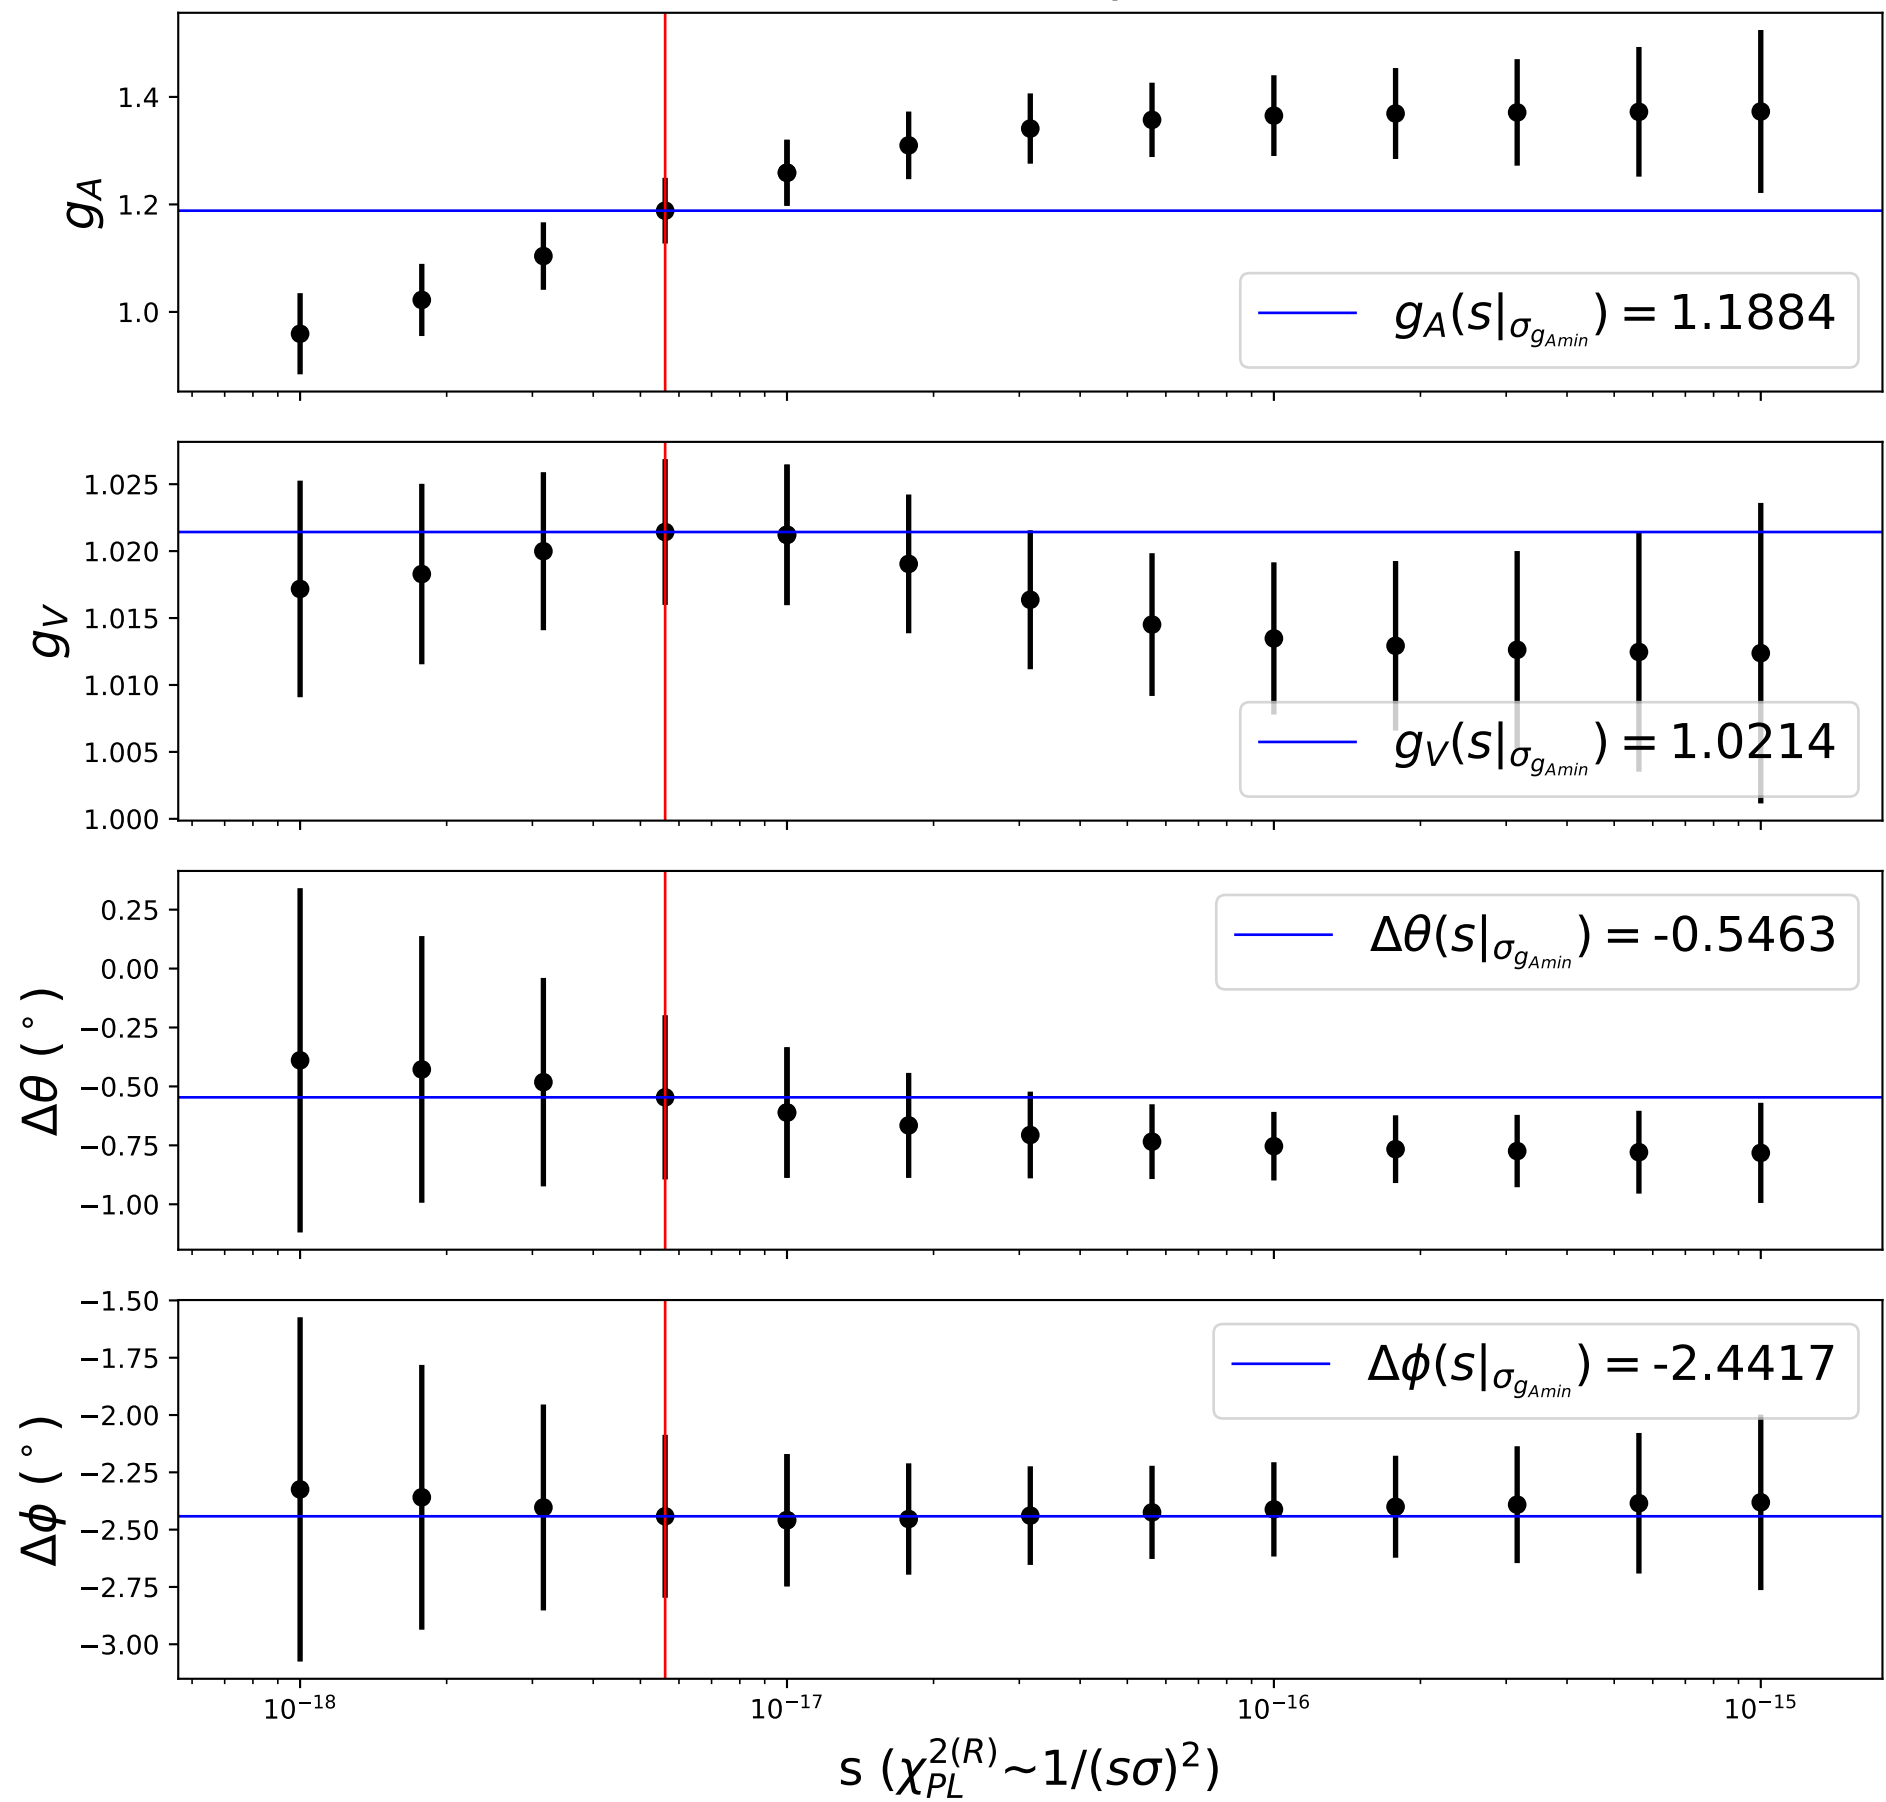 1.4
1.2
1.0
g_A
g_A(s|σ_{g_{Amin}}) = 1.1884
1.025
1.020
1.015
1.010
1.005
1.000
g_V
g_V(s|σ_{g_{Amin}}) = 1.0214
0.25
0.00
−0.25
−0.50
−0.75
−1.00
Δθ (°)
Δθ(s|σ_{g_{Amin}}) = -0.5463
−1.50
−1.75
−2.00
−2.25
−2.50
−2.75
−3.00
Δϕ (°)
Δϕ(s|σ_{g_{Amin}}) = -2.4417
10^{−18} 10^{−17} 10^{−16} 10^{−15}
s (χ_{PL}^{2(R)}~1/(sσ)^2)